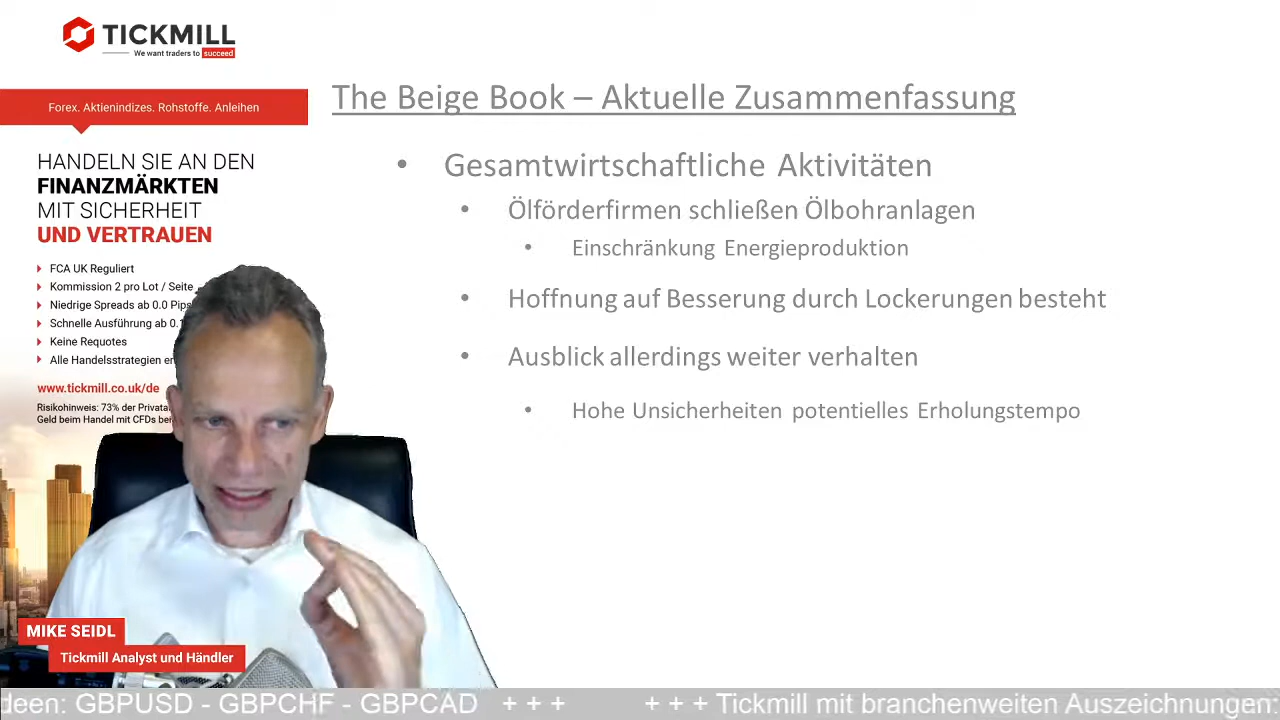 TICKMILL
We want traders to succeed
Forex. Aktienindizes. Rohstoffe. Anleihen
HANDELN SIE AN DEN
FINANZMÄRKTEN
MIT SICHERHEIT
UND VERTRAUEN
FCA UK Reguliert
Kommission 2 pro Lot / Seite
Niedrige Spreads ab 0.0 Pips
Schnelle Ausführung ab 0.
Keine Requotes
Alle Handelsstrategien
www.tickmill.co.uk/de
Risikohinweis: 73% der
Geld beim Handel mit CFDs
The Beige Book – Aktuelle Zusammenfassung
• Gesamtwirtschaftliche Aktivitäten
• Ölförderfirmen schließen Ölbohranlagen
• Einschränkung Energieproduktion
• Hoffnung auf Besserung durch Lockerungen besteht
• Ausblick allerdings weiter verhalten
• Hohe Unsicherheiten potentielles Erholungstempo
MIKE SEIDL
Tickmill Analyst und Händler
deen: GBPUSD - GBPCHF - GBPCAD + + + + + + Tickmill mit branchenweiten Auszeichnungen: